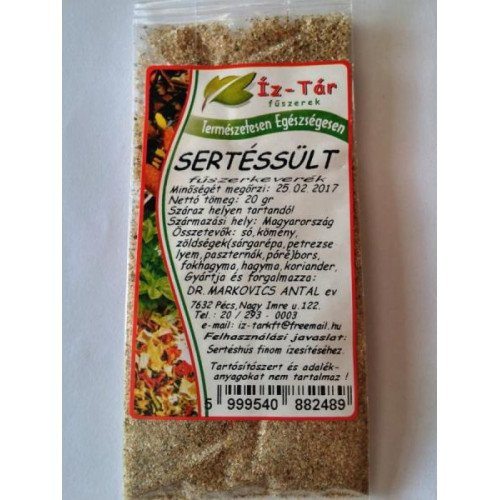 Íz-Tár
fűszerek
Természetesen Egészségesen
SERTÉSSÜLT
fűszerkeverék
Minőségét megőrzi: 25 02 2017
Nettó tömeg: 20 gr
Száraz helyen tartandó!
Származási hely: Magyarország
Összetevők: só,kömény,
zöldségek(sárgarépa,petrezse
lyem,paszternák,póré)bors,
fokhagyma,hagyma,koriander,
Gyártja és forgalmazza:
DR.MARKOVICS ANTAL ev
7632 Pécs,Nagy Imre u.122.
Tel.: 20 / 293 - 0003
e-mail: iz-tarkft@freemail.hu
Felhasználási javaslat:
Sertéshús finom ízesítéséhez.
Tartósítószert és adalék-
anyagokat nem tartalmaz !
5 999540 882489